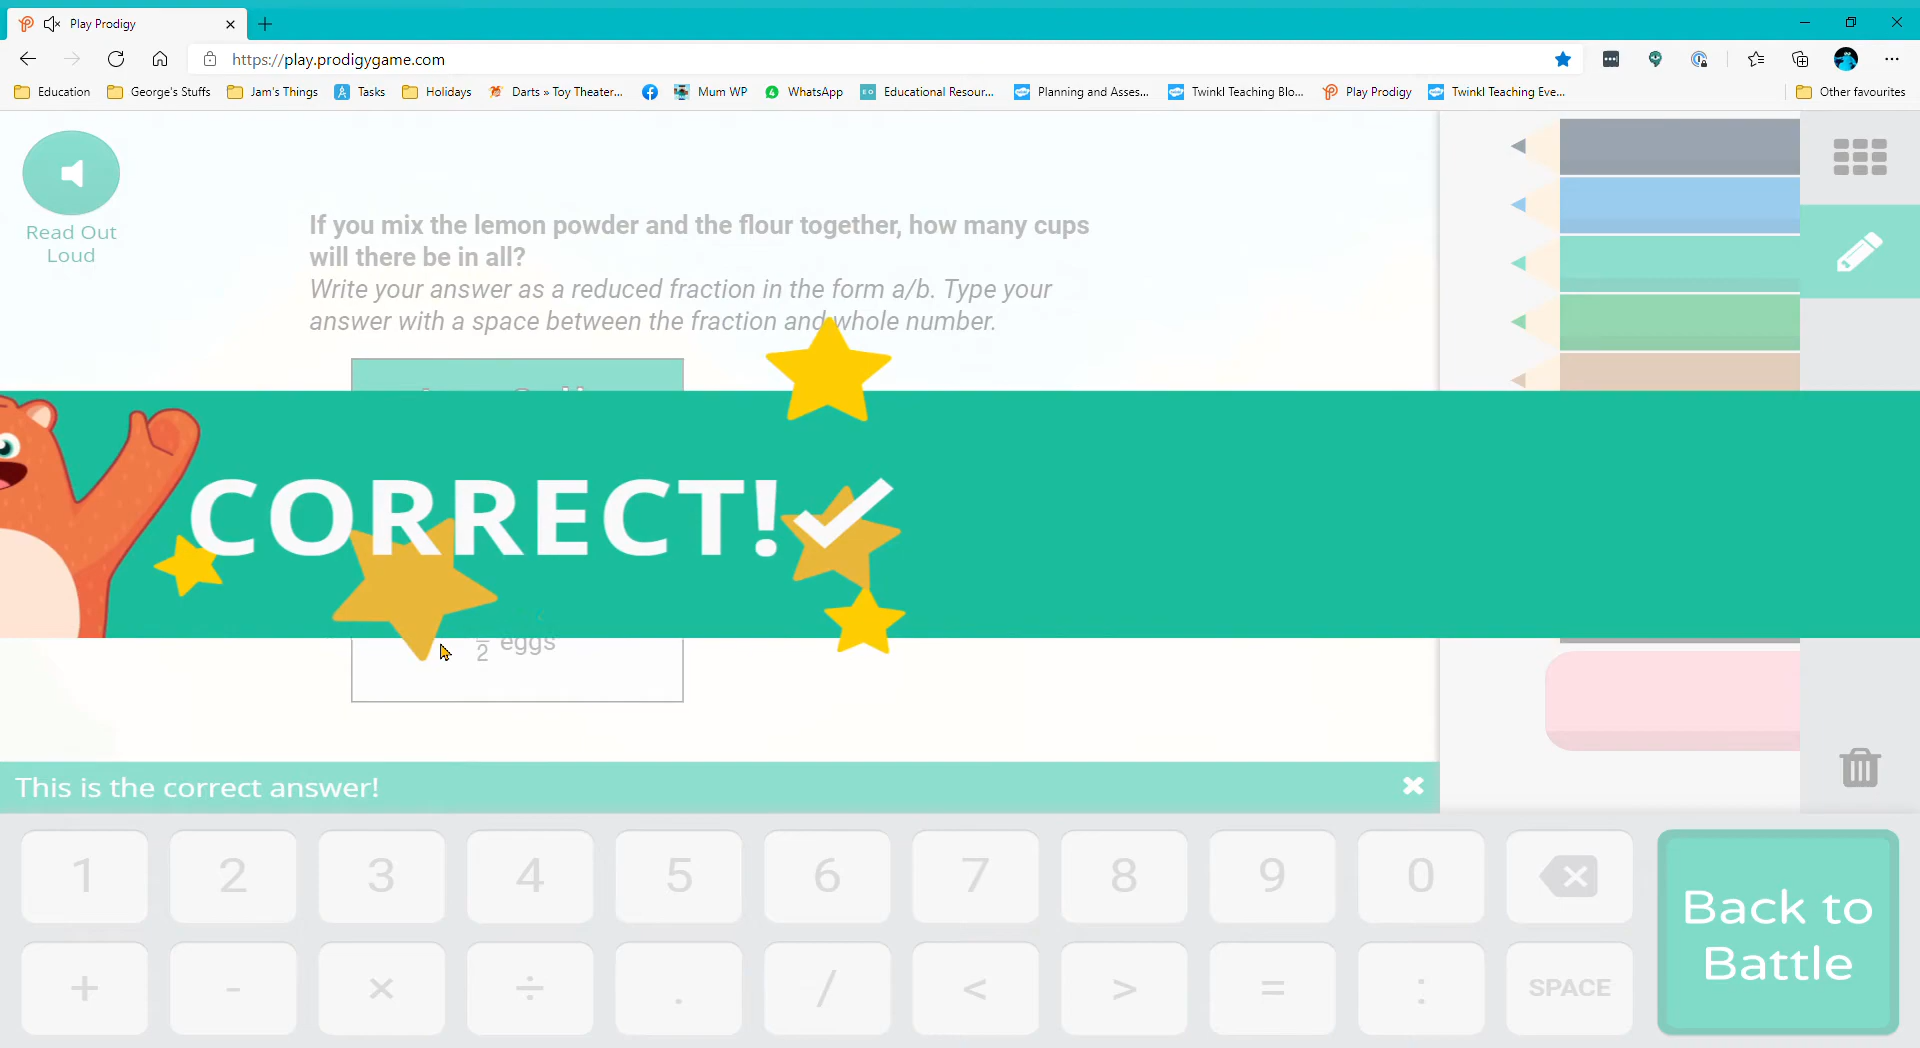 Play Prodigy
https://play.prodigygame.com
Education George's Stuffs Jam's Things Tasks Holidays Darts » Toy Theater... Mum WP WhatsApp Educational Resour... Planning and Asses... Twinkl Teaching Blo... Play Prodigy Twinkl Teaching Eve... Other favourites
Read Out
Loud
If you mix the lemon powder and the flour together, how many cups
will there be in all?
Write your answer as a reduced fraction in the form a/b. Type your
answer with a space between the fraction and whole number.
CORRECT!
2 eggs
This is the correct answer!
1 2 3 4 5 6 7 8 9 0
+ - × ÷ . / < > = : SPACE
Back to
Battle